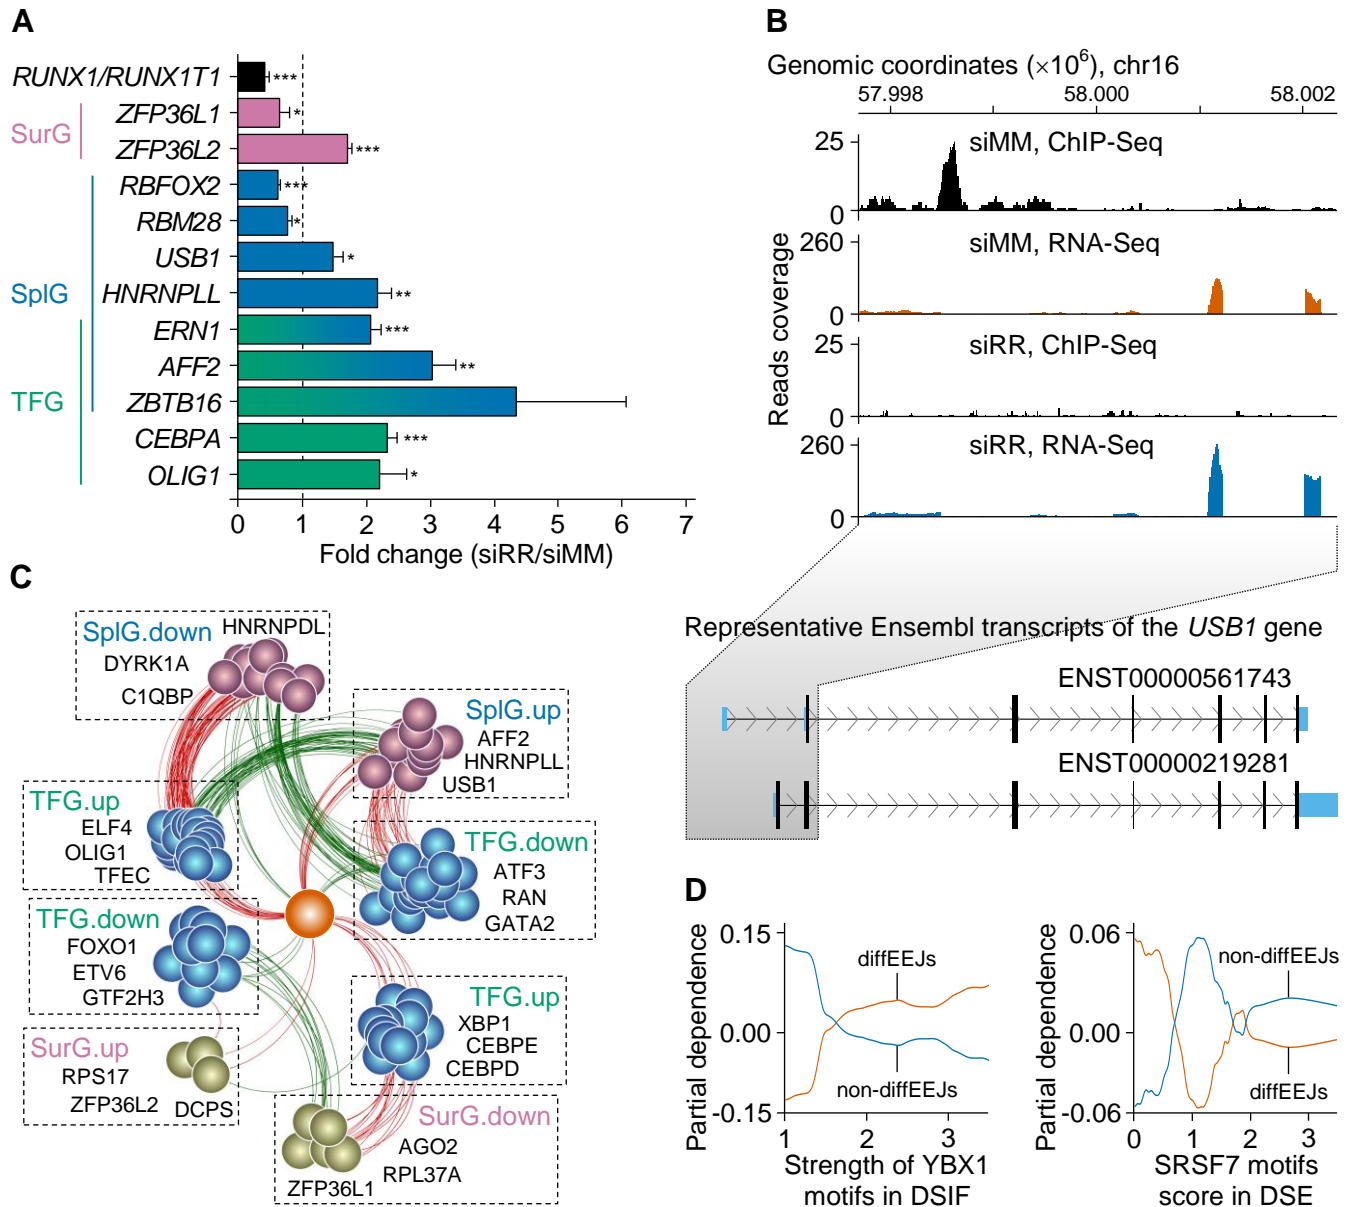 A
RUNX1/RUNX1T1
***
SurG
ZFP36L1
*
ZFP36L2
***
SplG
RBFOX2
***
RBM28
*
USB1
*
HNRNPLL
**
TFG
ERN1
***
AFF2
**
ZBTB16
CEBPA
***
OLIG1
*
0 1 2 3 4 5 6 7
Fold change (siRR/siMM)
B
Genomic coordinates (×10⁶), chr16
57.998 58.000 58.002
Reads coverage
25
siMM, ChIP-Seq
0
260
siMM, RNA-Seq
0
25
siRR, ChIP-Seq
0
260
siRR, RNA-Seq
0
Representative Ensembl transcripts of the USB1 gene
ENST00000561743
ENST00000219281
C
SplG.down
HNRNPDL
DYRK1A
C1QBP
SplG.up
AFF2
HNRNPLL
USB1
TFG.up
ELF4
OLIG1
TFEC
TFG.down
ATF3
RAN
GATA2
TFG.down
FOXO1
ETV6
GTF2H3
TFG.up
XBP1
CEBPE
CEBPD
SurG.up
RPS17
ZFP36L2
DCPS
SurG.down
AGO2
RPL37A
ZFP36L1
D
Partial dependence
0.15
0.00
-0.15
diffEEJs
non-diffEEJs
1 2 3
Strength of YBX1
motifs in DSIF
Partial dependence
0.06
0.00
-0.06
non-diffEEJs
diffEEJs
0 1 2 3
SRSF7 motifs
score in DSE